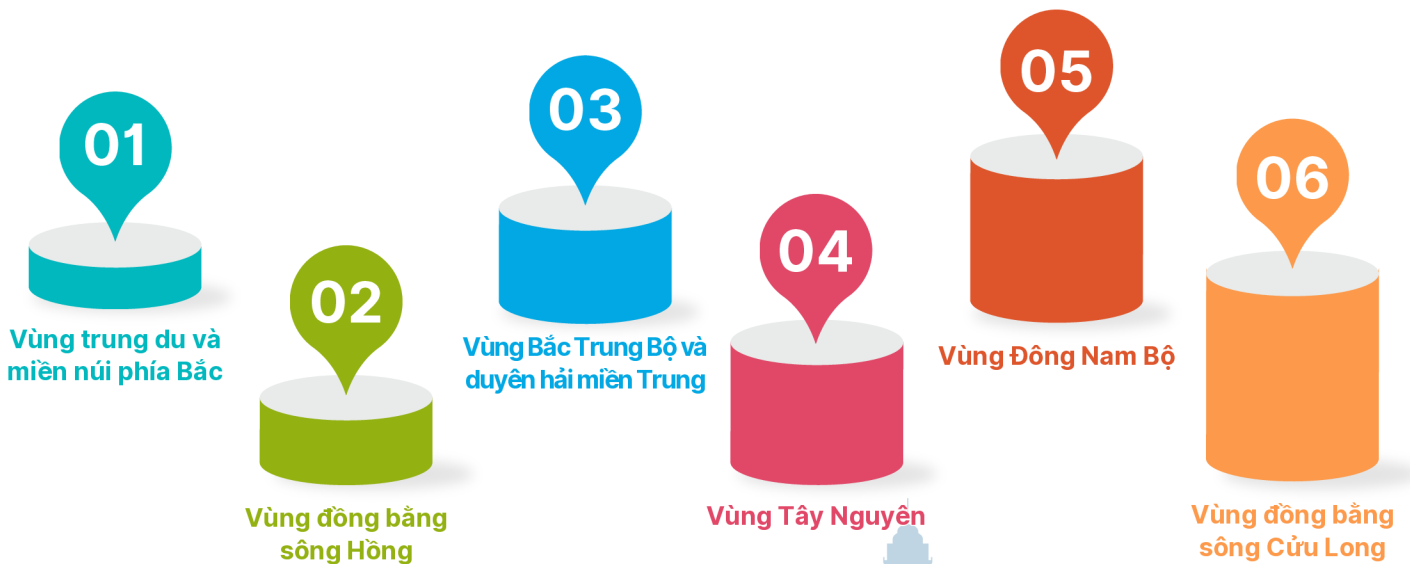 01
Vùng trung du và
miền núi phía Bắc
02
Vùng đồng bằng
sông Hồng
03
Vùng Bắc Trung Bộ và
duyên hải miền Trung
04
Vùng Tây Nguyên
05
Vùng Đông Nam Bộ
06
Vùng đồng bằng
sông Cửu Long